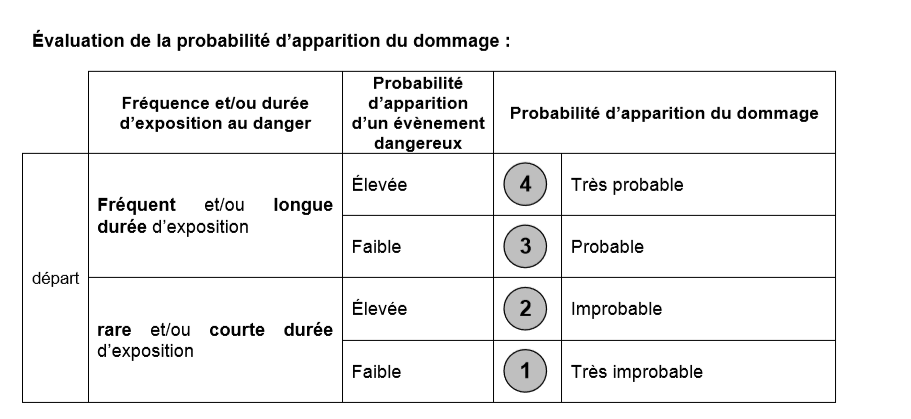 Évaluation de la probabilité d’apparition du dommage :
Fréquence et/ou durée
d’exposition au danger
Probabilité
d’apparition
d’un évènement
dangereux
Probabilité d’apparition du dommage
départ
Fréquent et/ou longue
durée d’exposition
Élevée
4
Très probable
Faible
3
Probable
rare et/ou courte durée
d’exposition
Élevée
2
Improbable
Faible
1
Très improbable